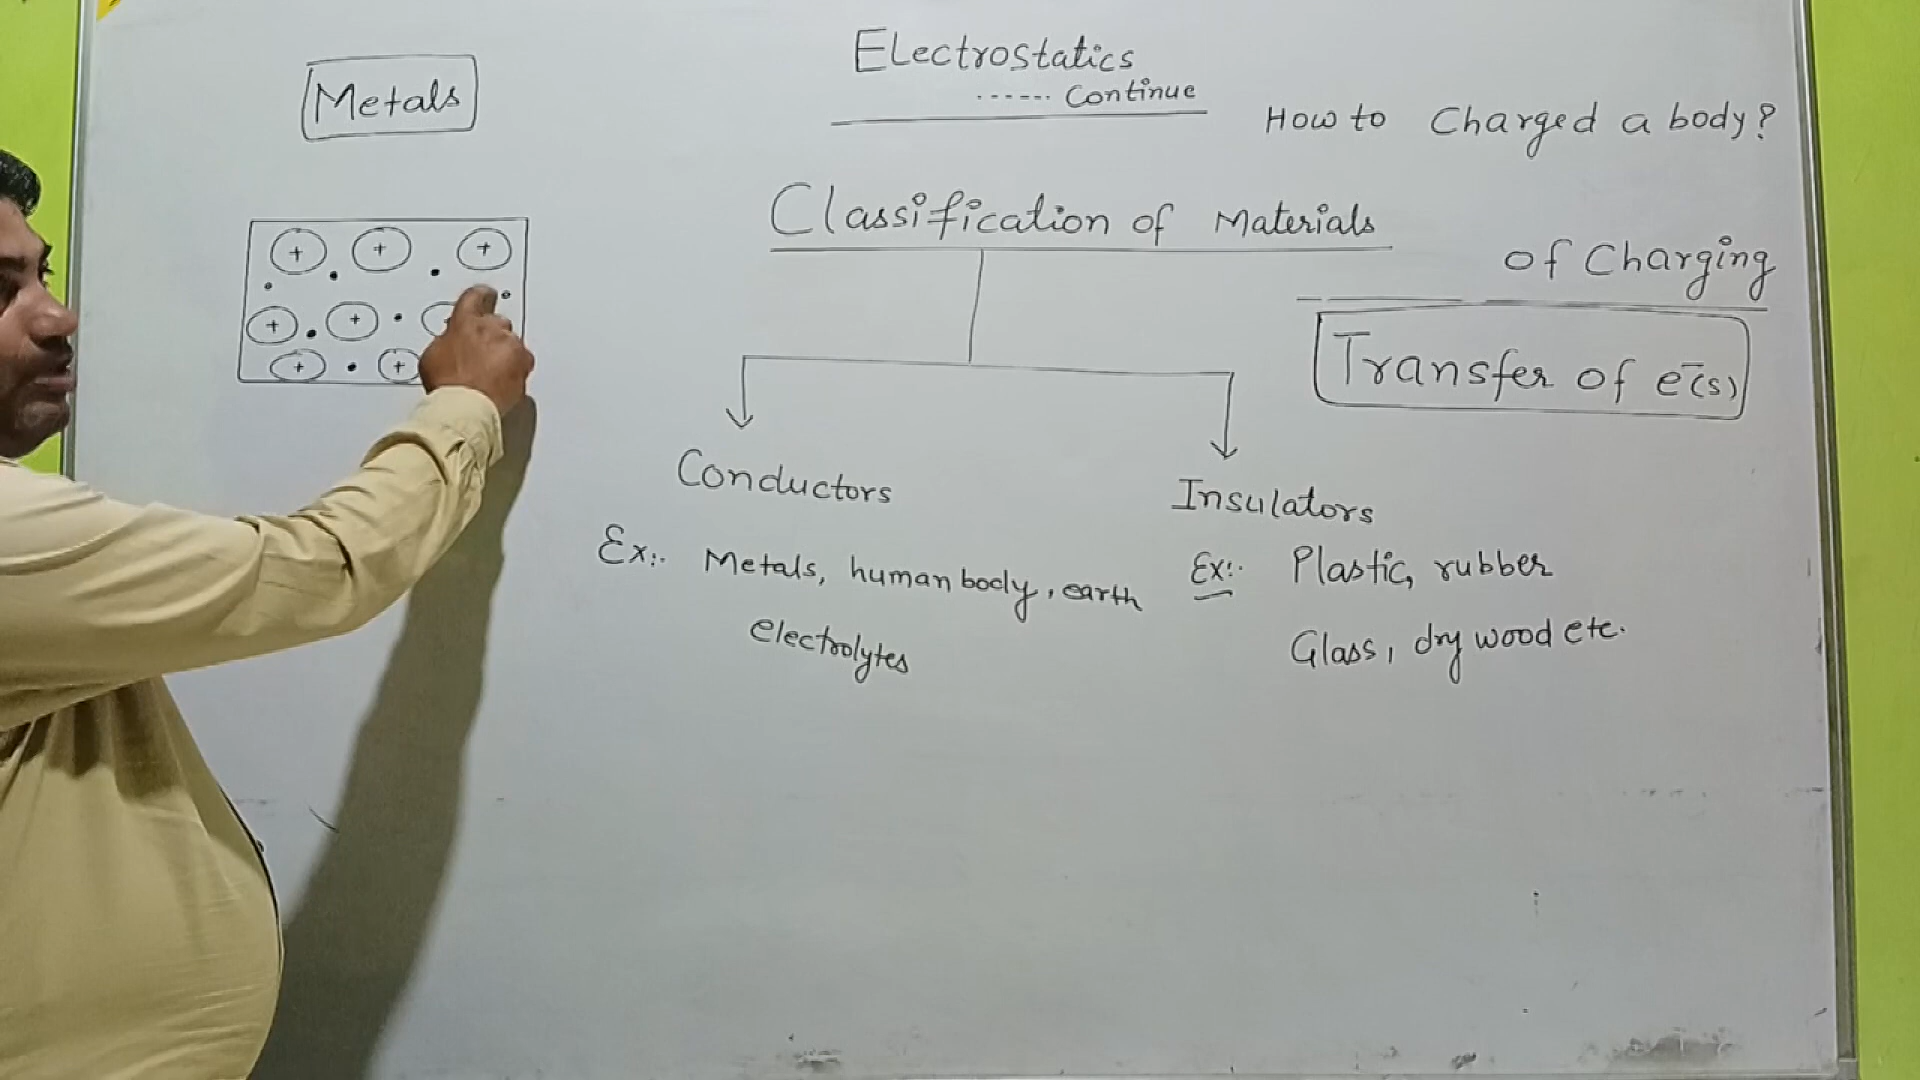 Metals
Electrostatics
...... Continue
How to Charged a body?
Classification of Materials
of Charging
Transfer of e⁻(s)
+ + +
+ + +
+ +
Conductors
Insulators
Ex:. Metals, human body, earth
electrolytes
Ex:. Plastic, rubber
Glass, dry wood etc.